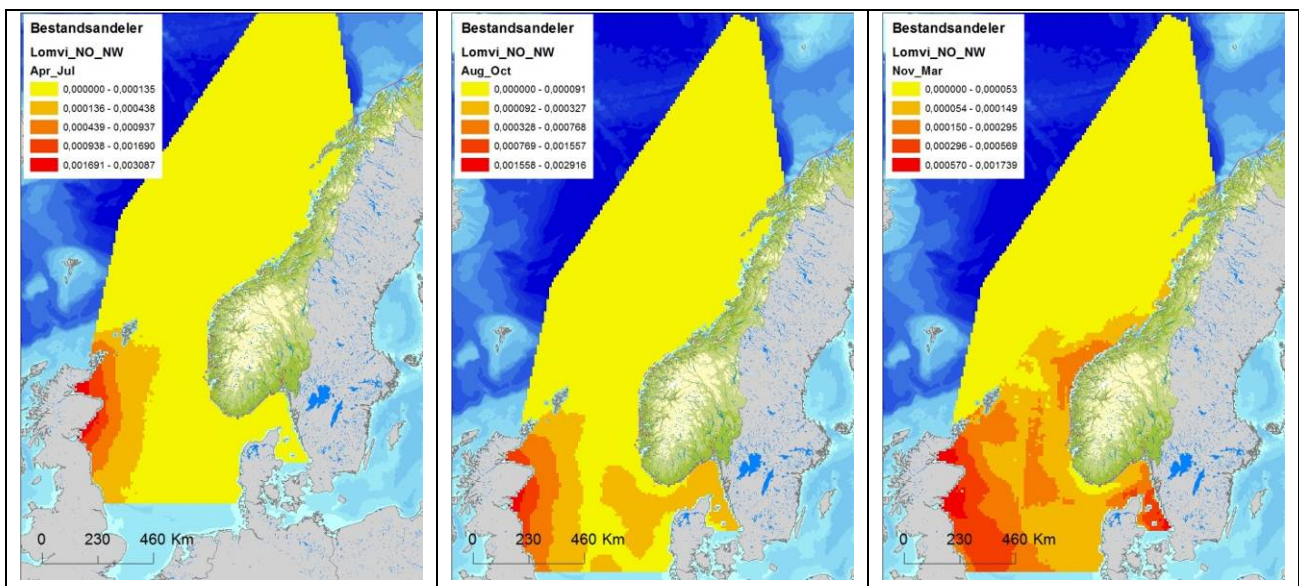 Bestandsandeler
Lomvi_NO_NW
Apr_Jul
0,000000 - 0,000135
0,000136 - 0,000438
0,000439 - 0,000937
0,000938 - 0,001690
0,001691 - 0,003087
0 230 460 Km
Bestandsandeler
Lomvi_NO_NW
Aug_Oct
0,000000 - 0,000091
0,000092 - 0,000327
0,000328 - 0,000768
0,000769 - 0,001557
0,001558 - 0,002916
0 230 460 Km
Bestandsandeler
Lomvi_NO_NW
Nov_Mar
0,000000 - 0,000053
0,000054 - 0,000149
0,000150 - 0,000295
0,000296 - 0,000569
0,000570 - 0,001739
0 230 460 Km